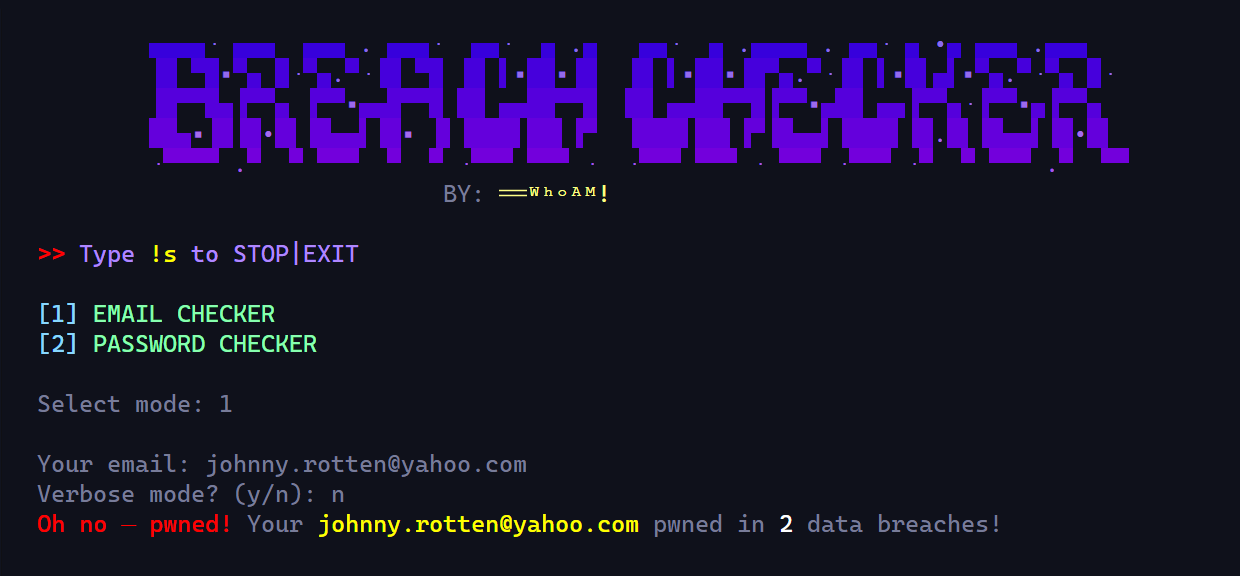 BREACH CHECKER
BY: ═══ᵂʰᵒᴬᴹ!
>> Type !s to STOP|EXIT
[1] EMAIL CHECKER
[2] PASSWORD CHECKER
Select mode: 1
Your email: johnny.rotten@yahoo.com
Verbose mode? (y/n): n
Oh no — pwned! Your johnny.rotten@yahoo.com pwned in 2 data breaches!